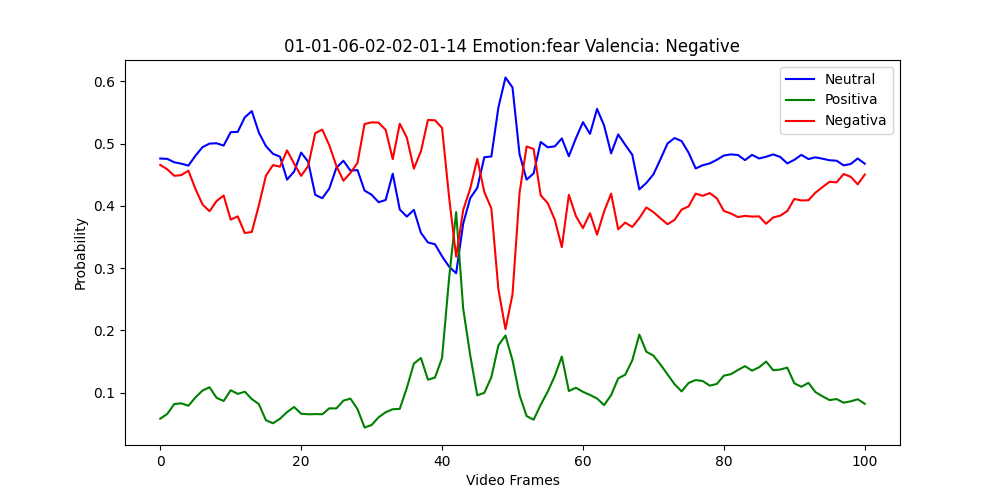 01-01-06-02-02-01-14 Emotion:fear Valencia: Negative
Neutral
Positiva
Negativa
Probability
0.6
0.5
0.4
0.3
0.2
0.1
0 20 40 60 80 100
Video Frames